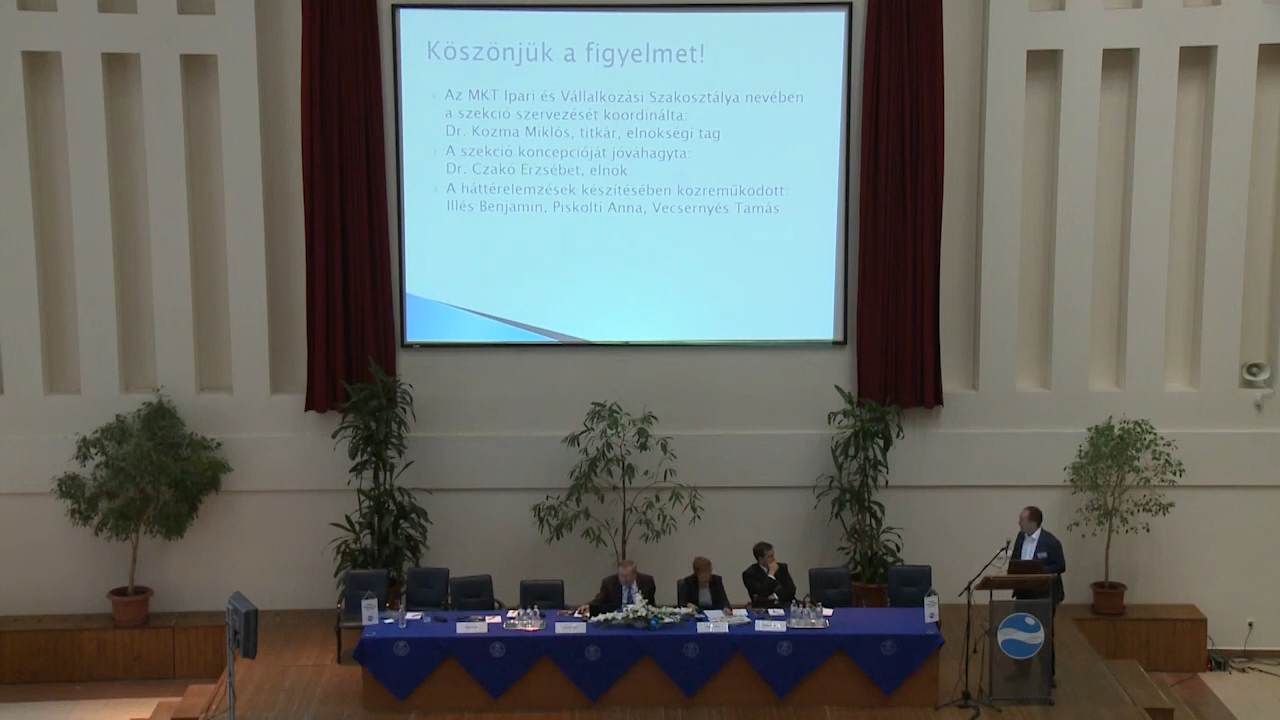 Köszönjük a figyelmet!
Az MKT Ipari és Vállalkozási Szakosztálya nevében
a szekció szervezését koordinálta:
Dr. Kozma Miklós, titkár, elnökségi tag
A szekció koncepcióját jóváhagyta:
Dr. Czakó Erzsébet, elnök
A háttérelemzések készítésében közreműködött:
Illés Benjamin, Piskolti Anna, Vecsernyés Tamás